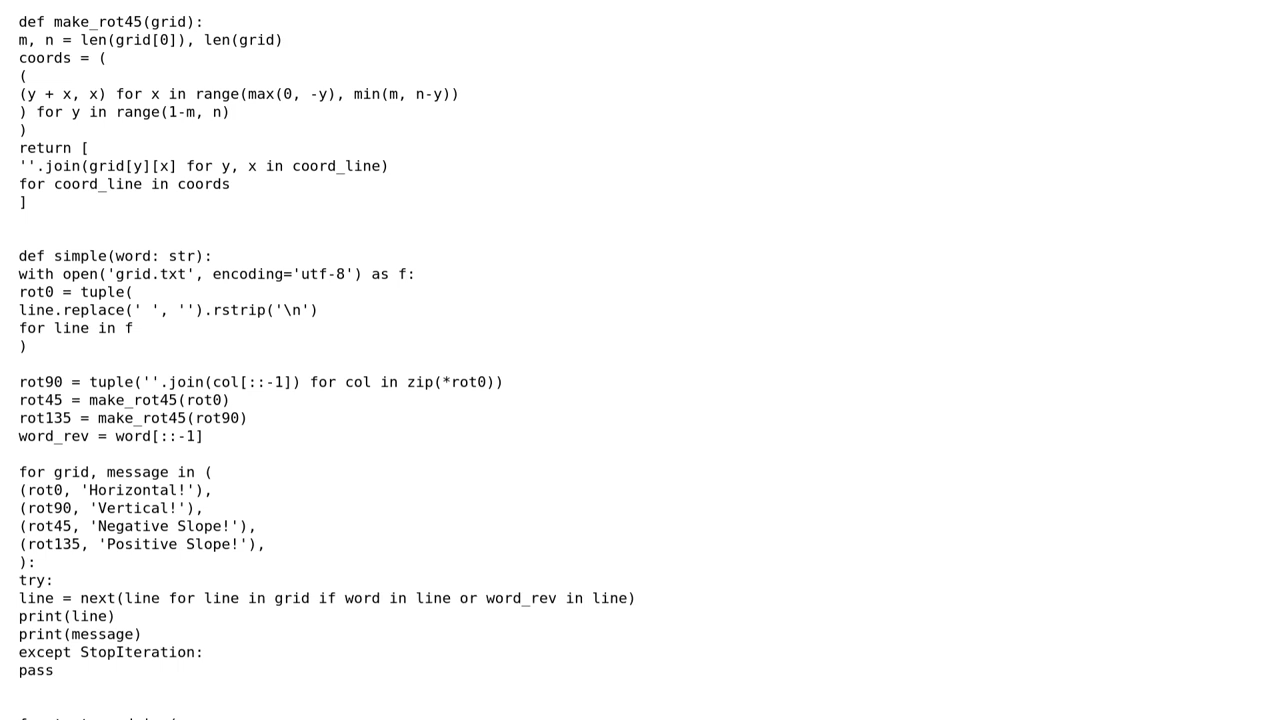 def make_rot45(grid):
m, n = len(grid[0]), len(grid)
coords = (
(
(y + x, x) for x in range(max(0, -y), min(m, n-y))
) for y in range(1-m, n)
)
return [
''.join(grid[y][x] for y, x in coord_line)
for coord_line in coords
]
def simple(word: str):
with open('grid.txt', encoding='utf-8') as f:
rot0 = tuple(
line.replace(' ', '').rstrip('\n')
for line in f
)
rot90 = tuple(''.join(col[::-1]) for col in zip(*rot0))
rot45 = make_rot45(rot0)
rot135 = make_rot45(rot90)
word_rev = word[::-1]
for grid, message in (
(rot0, 'Horizontal!'),
(rot90, 'Vertical!'),
(rot45, 'Negative Slope!'),
(rot135, 'Positive Slope!'),
):
try:
line = next(line for line in grid if word in line or word_rev in line)
print(line)
print(message)
except StopIteration:
pass